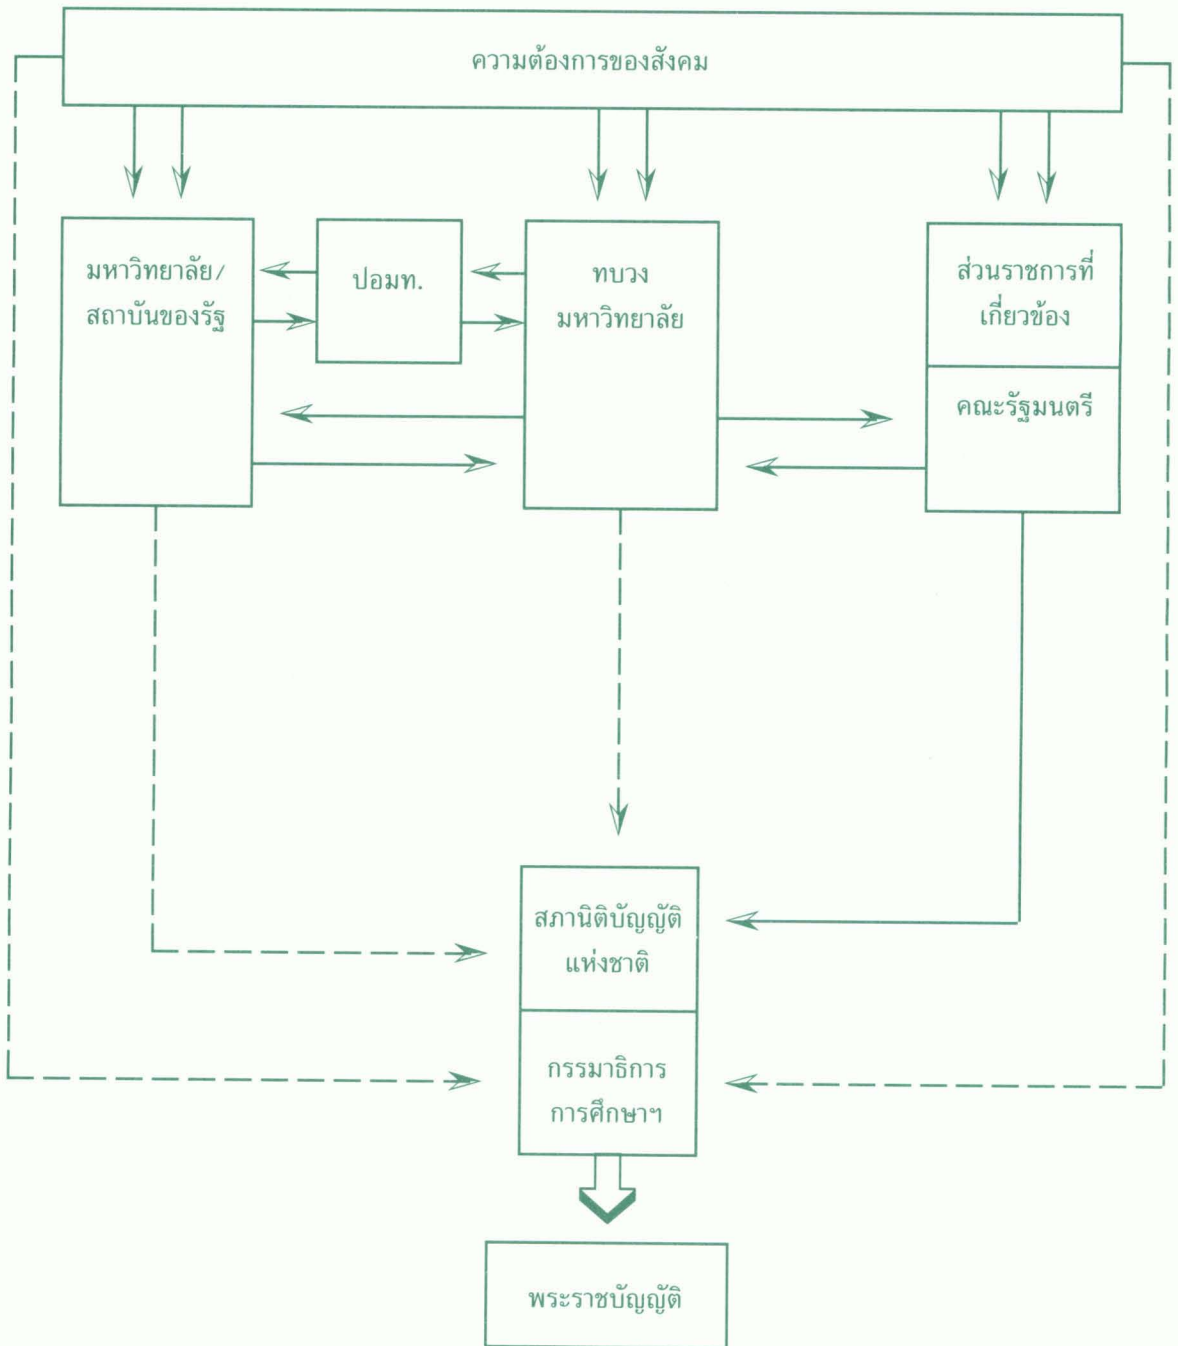 ความต้องการของสังคม
มหาวิทยาลัย/
สถาบันของรัฐ
ปอมท.
ทบวง
มหาวิทยาลัย
ส่วนราชการที่
เกี่ยวข้อง
คณะรัฐมนตรี
สภานิติบัญญัติ
แห่งชาติ
กรรมาธิการ
การศึกษาฯ
พระราชบัญญัติ